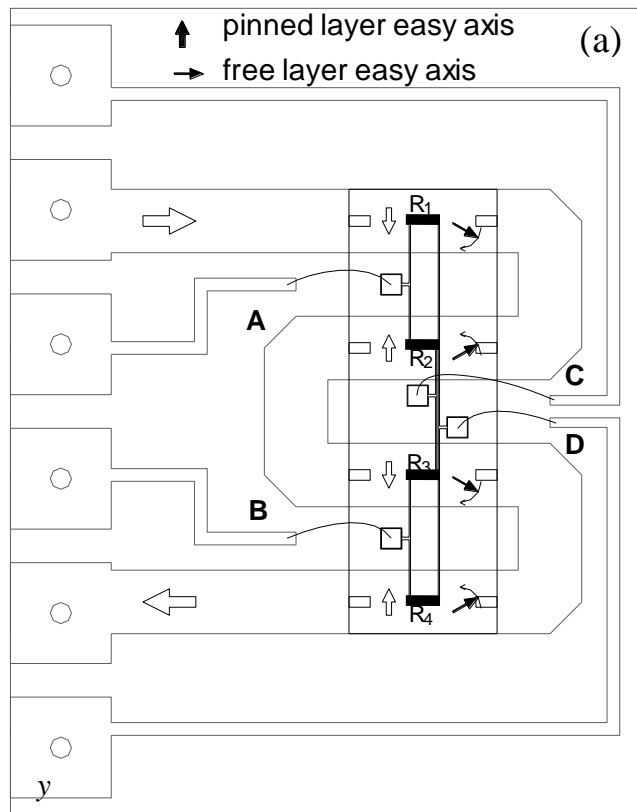 pinned layer easy axis
(a)
free layer easy axis
R1
A
R2
C
D
R3
B
R4
y